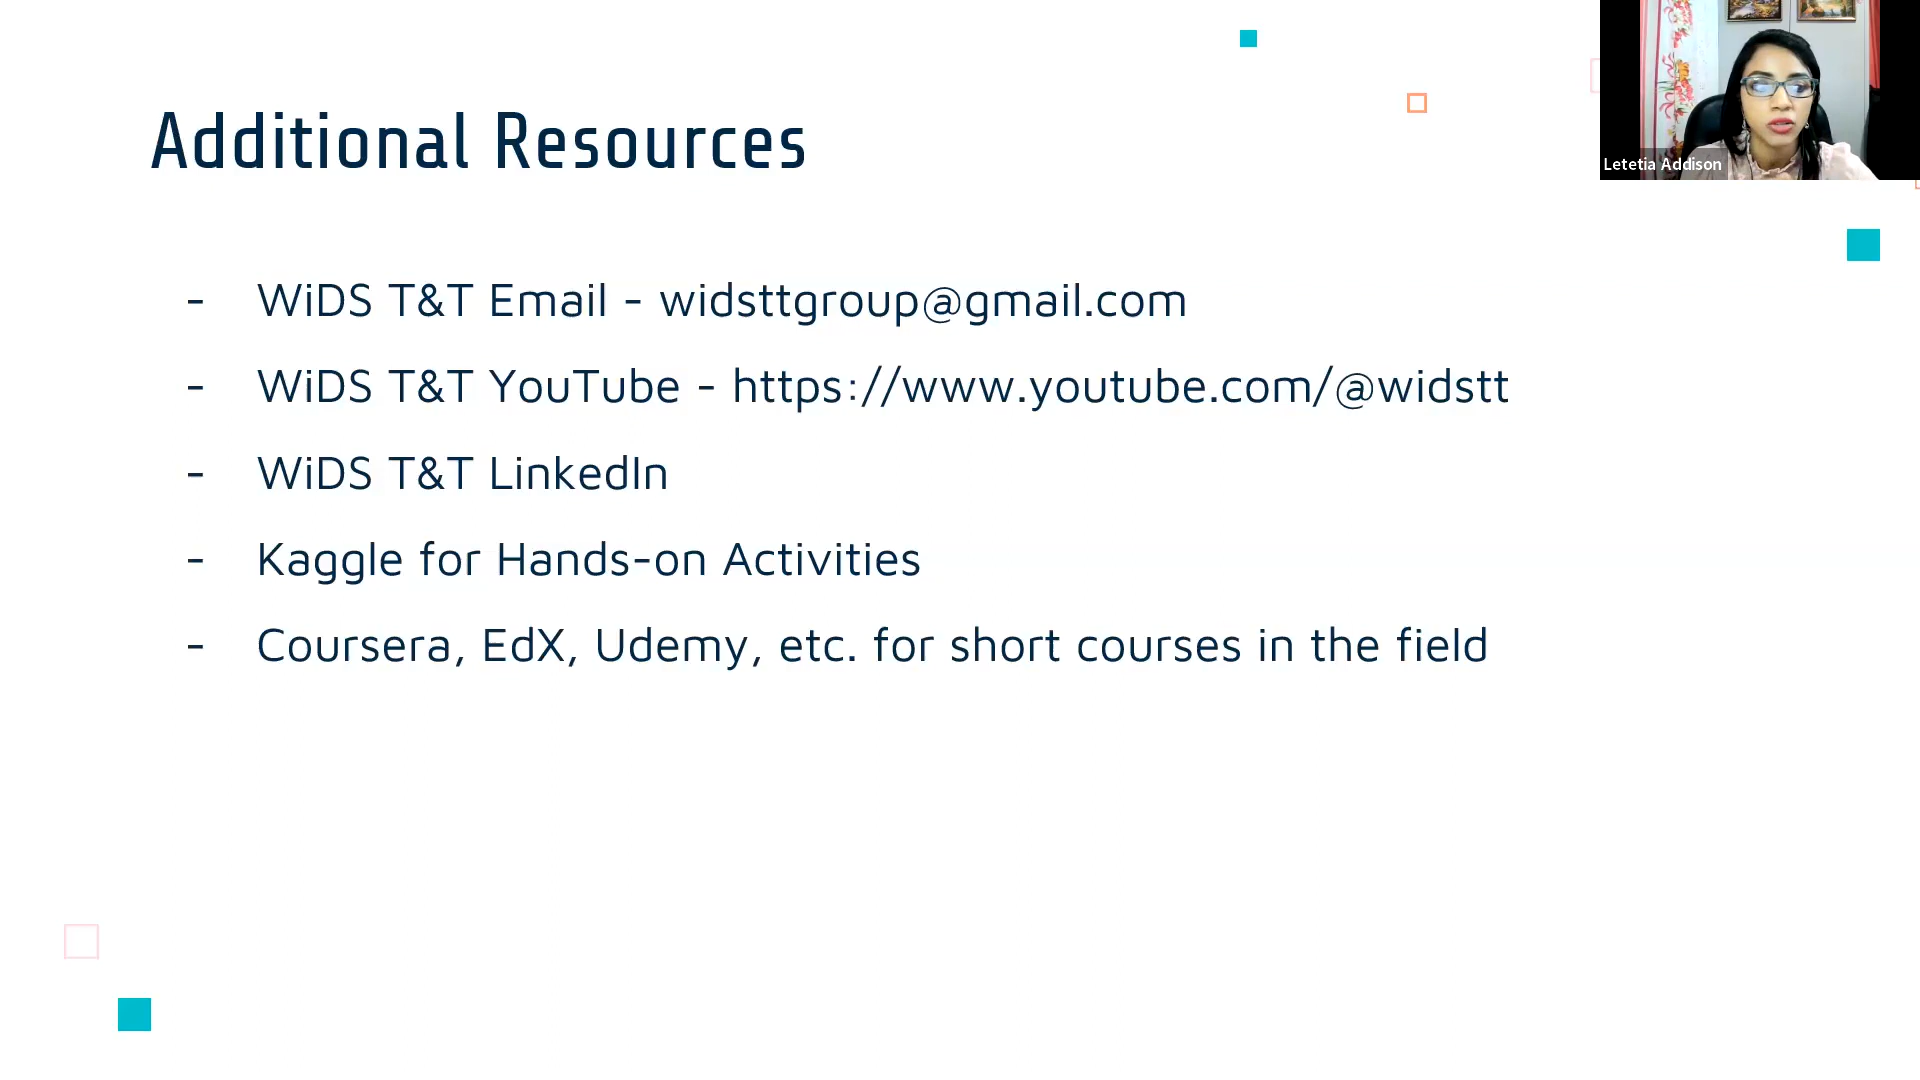 Additional Resources
Letetia Addison
- WiDS T&T Email - widsttgroup@gmail.com
- WiDS T&T YouTube - https://www.youtube.com/@widstt
- WiDS T&T LinkedIn
- Kaggle for Hands-on Activities
- Coursera, EdX, Udemy, etc. for short courses in the field